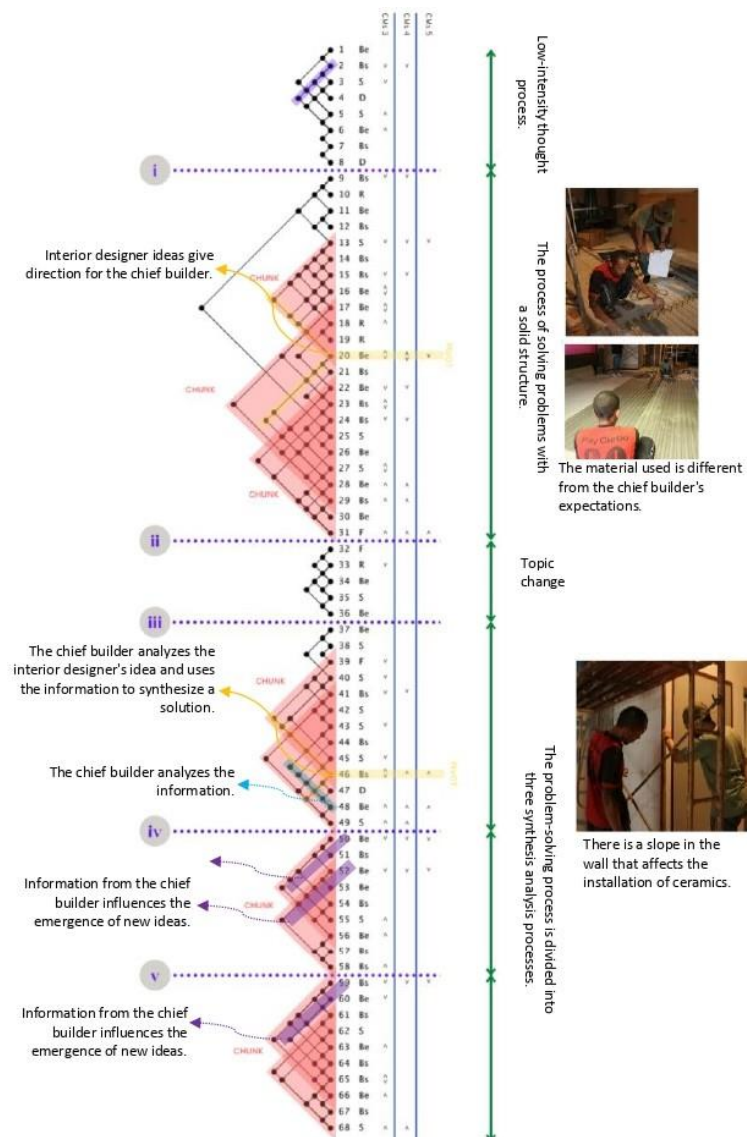 CMs 3 CMs 4 CMs 5
1 Be
2 Bs
3 S
4 D
5 S
6 Be
7 Bs
8 D
Low-intensity thought
process.
i
9 Bs
10 R
11 Be
12 Bs
13 S
14 Bs
15 Bs
16 Be
17 Be
18 R
19 R
20 Be
21 Bs
22 Be
23 Bs
24 Bs
25 S
26 Be
27 S
28 Be
29 Bs
30 Be
31 F
CHUNK
CHUNK
CHUNK
Interior designer ideas give
direction for the chief builder.
The process of solving problems with
a solid structure.
The material used is different
from the chief builder's
expectations.
ii
32 F
33 R
34 Be
35 S
36 Be
Topic
change
iii
37 Be
38 S
39 F
40 S
41 Bs
42 S
43 S
44 Bs
45 S
46 Bs
47 D
48 Be
49 S
CHUNK
The chief builder analyzes the
interior designer's idea and uses
the information to synthesize a
solution.
The chief builder analyzes the
information.
The problem-solving process is divided into
three synthesis analysis processes.
There is a slope in the
wall that affects the
installation of ceramics.
iv
50 Be
51 Bs
52 Be
53 Be
54 Bs
55 S
56 Be
57 Bs
58 Bs
CHUNK
Information from the chief
builder influences the
emergence of new ideas.
v
59 Bs
60 Be
61 Bs
62 S
63 Be
64 Bs
65 Bs
66 Be
67 Bs
68 S
CHUNK
Information from the chief
builder influences the
emergence of new ideas.